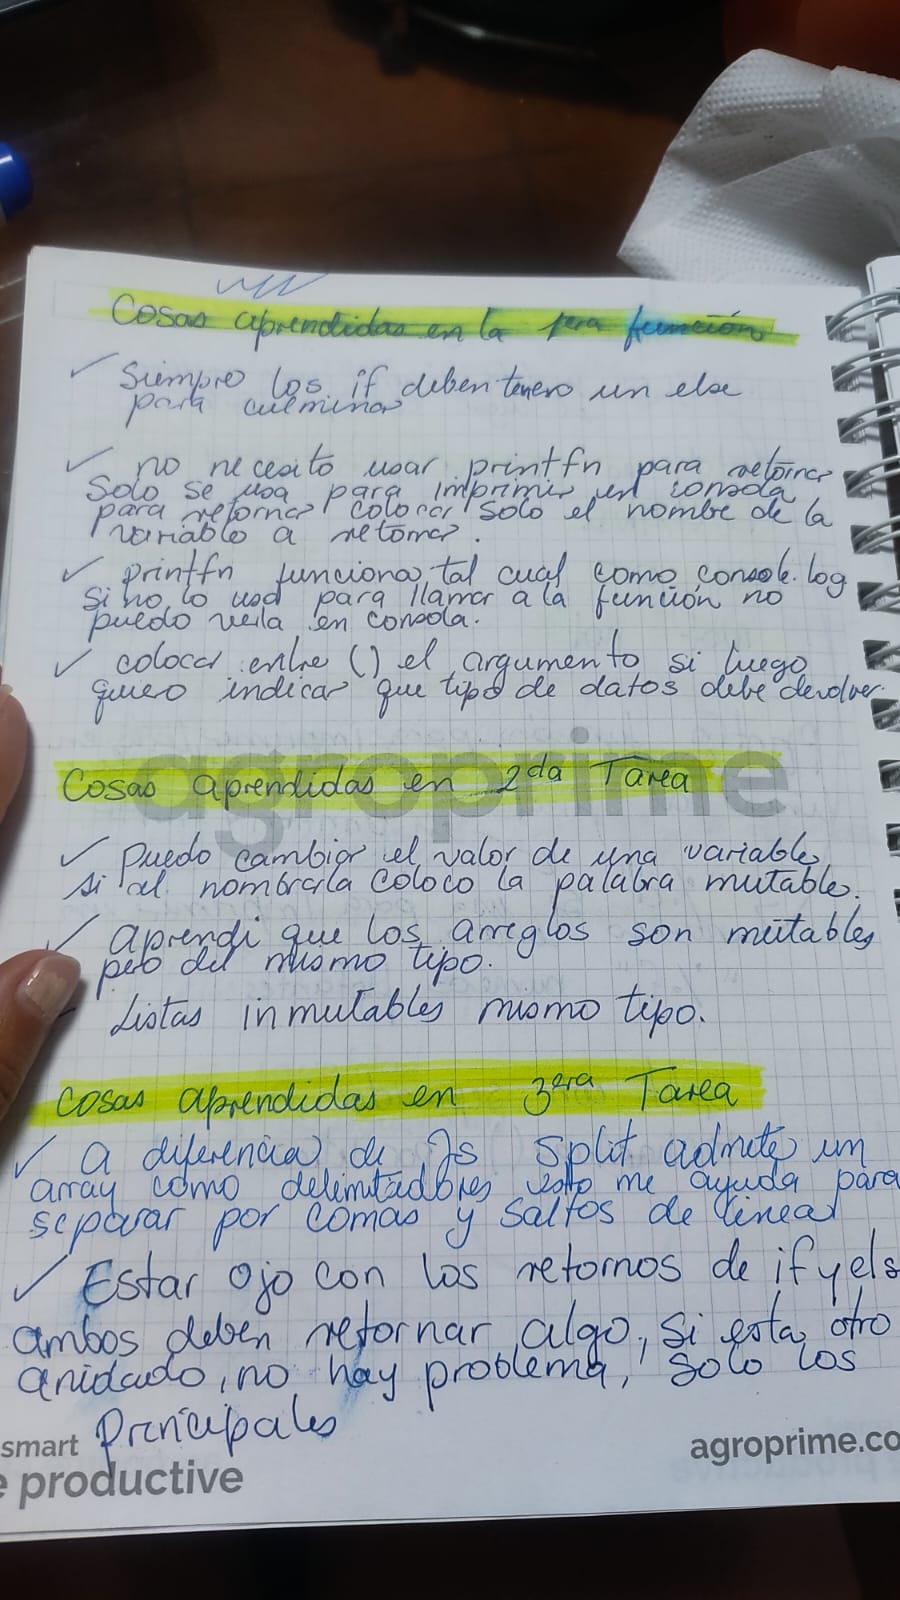 Cosas aprendidas en la 1era función
✓ Siempre los if deben tener un else
para culminar
✓ no necesito usar printfn para retornar
Solo se usa para imprimir en consola
para retornar colocar solo el nombre de la
variable a retornar.
✓ printfn funciona tal cual como console.log
Si no lo uso para llamar a la función no
puedo verla en consola.
✓ colocar entre () el argumento si luego
quiero indicar que tipo de datos debe devolver.
agroprime
Cosas aprendidas en 2da Tarea
✓ Puedo cambiar el valor de una variable
si al nombrarla coloco la palabra mutable.
✓ aprendi que los arreglos son mutables
pero del mismo tipo.
Listas inmutables mismo tipo.
Cosas aprendidas en 3era Tarea
✓ A diferencia de Js split admite un
array como delimitadores esto me ayuda para
separar por comas y saltos de linea
✓ Estar ojo con los retornos de if y els
ambos deben retornar algo, si esta otro
anidado, no hay problema, solo los
Principales
smart
e productive
agroprime.co